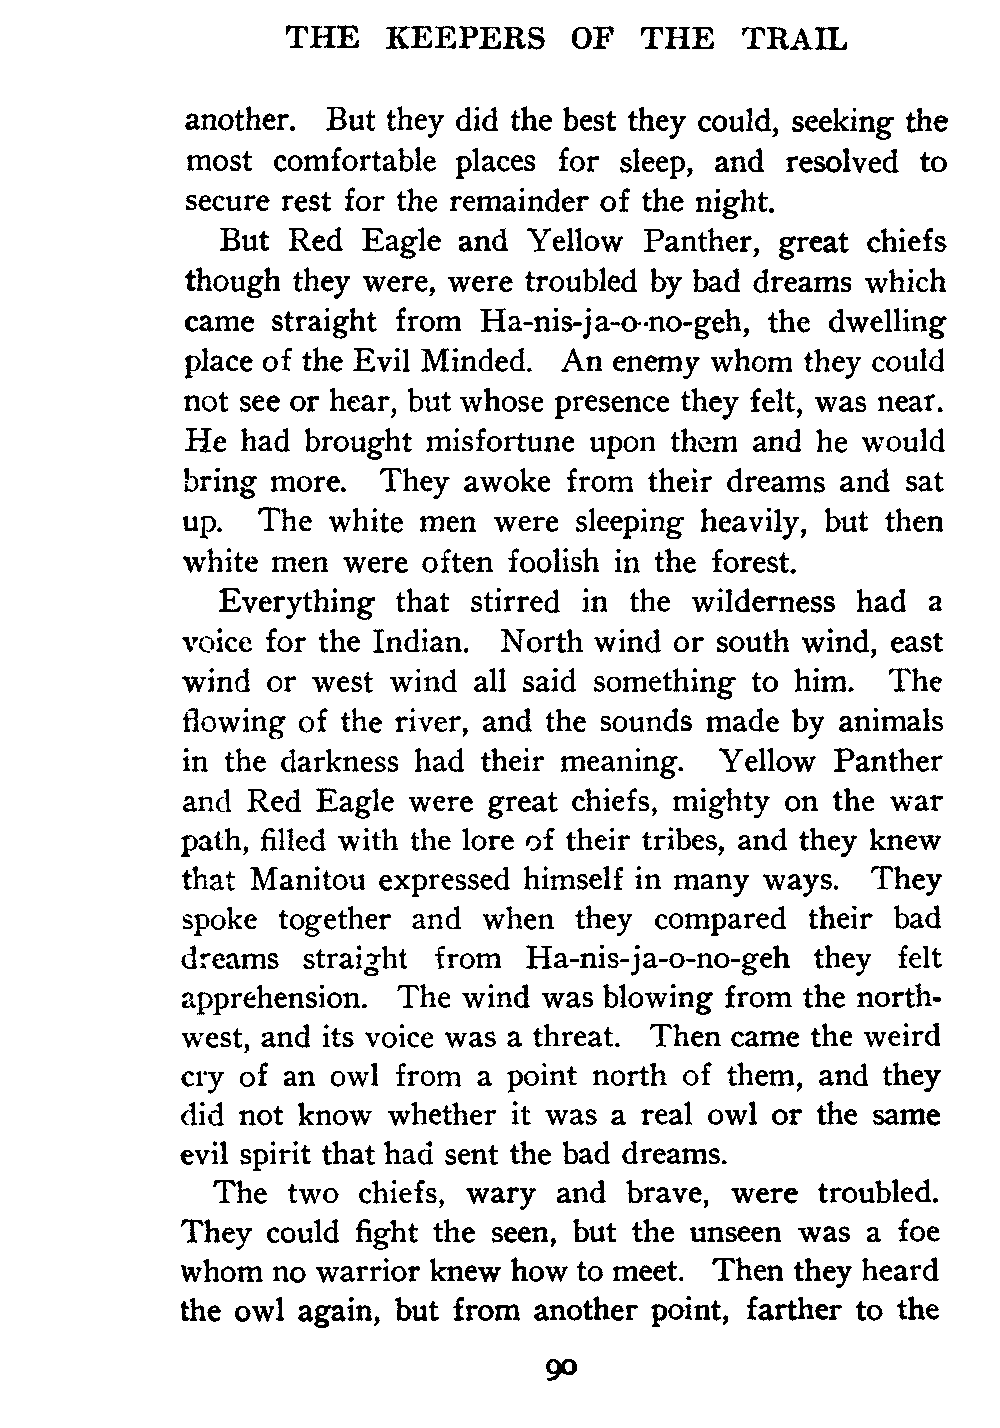 THE KEEPERS OF THE TRAIL
another. But they did the best they could, seeking the
most comfortable places for sleep, and resolved to
secure rest for the remainder of the night.
But Red Eagle and Yellow Panther, great chiefs
though they were, were troubled by bad dreams which
came straight from Ha-nis-ja-o-no-geh, the dwelling
place of the Evil Minded. An enemy whom they could
not see or hear, but whose presence they felt, was near.
He had brought misfortune upon them and he would
bring more. They awoke from their dreams and sat
up. The white men were sleeping heavily, but then
white men were often foolish in the forest.
Everything that stirred in the wilderness had a
voice for the Indian. North wind or south wind, east
wind or west wind all said something to him. The
flowing of the river, and the sounds made by animals
in the darkness had their meaning. Yellow Panther
and Red Eagle were great chiefs, mighty on the war
path, filled with the lore of their tribes, and they knew
that Manitou expressed himself in many ways. They
spoke together and when they compared their bad
dreams straight from Ha-nis-ja-o-no-geh they felt
apprehension. The wind was blowing from the north-
west, and its voice was a threat. Then came the weird
cry of an owl from a point north of them, and they
did not know whether it was a real owl or the same
evil spirit that had sent the bad dreams.
The two chiefs, wary and brave, were troubled.
They could fight the seen, but the unseen was a foe
whom no warrior knew how to meet. Then they heard
the owl again, but from another point, farther to the
90